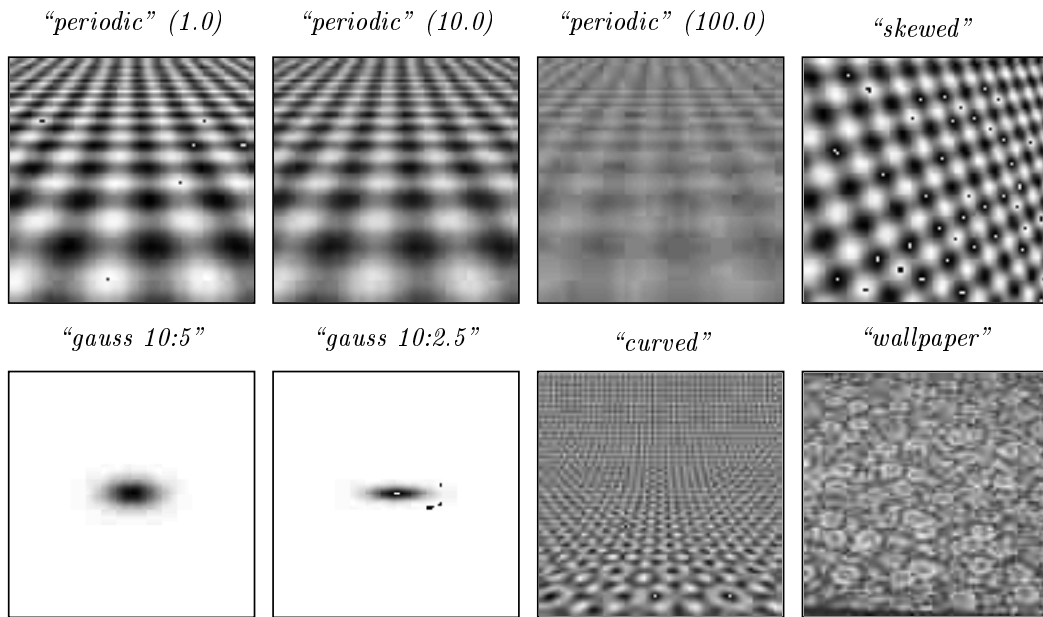 “periodic” (1.0) “periodic” (10.0) “periodic” (100.0) “skewed”
“gauss 10:5” “gauss 10:2.5” “curved” “wallpaper”